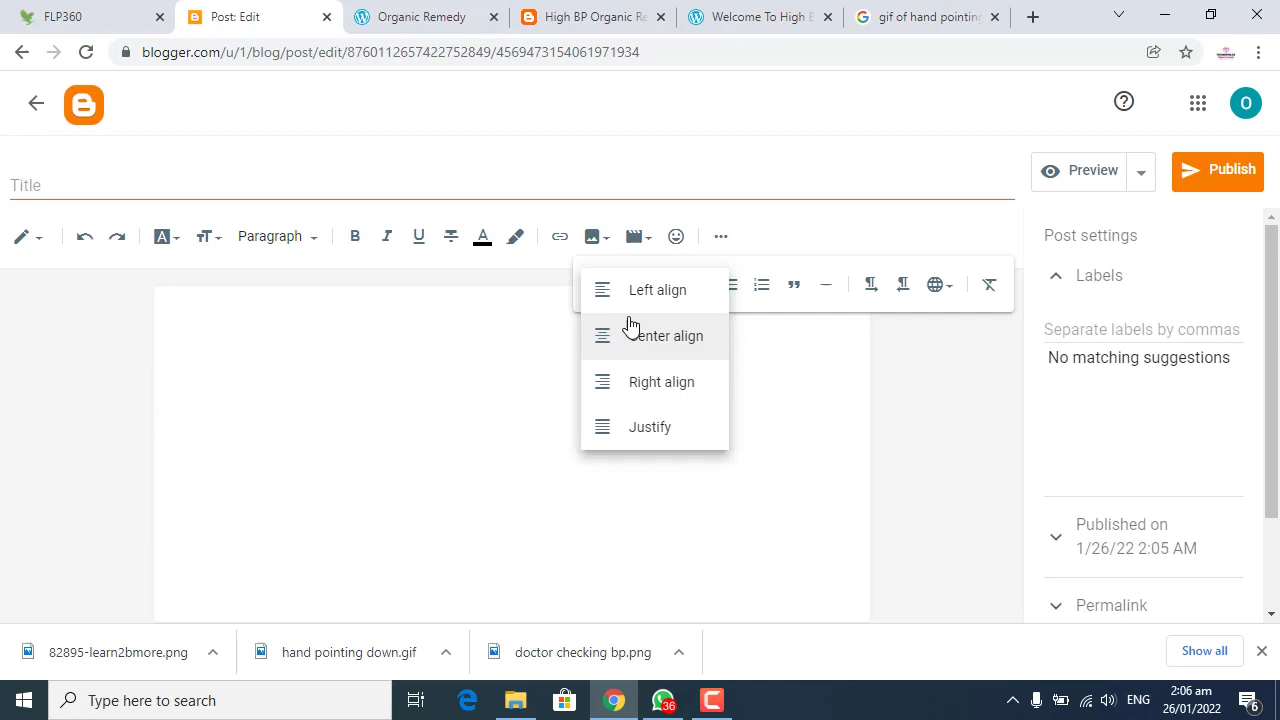 FLP360
Post: Edit
Organic Remedy
High BP Organic Re
Welcome To High B
gif of hand pointing
blogger.com/u/1/blog/post/edit/8760112657422752849/4569473154061971934
O
Title
Preview
Publish
Paragraph
B I U A
Post settings
Labels
Separate labels by commas
No matching suggestions
Left align
Center align
Right align
Justify
Published on
1/26/22 2:05 AM
Permalink
82895-learn2bmore.png
hand pointing down.gif
doctor checking bp.png
Show all
Type here to search
36
ENG
2:06 am
26/01/2022
6